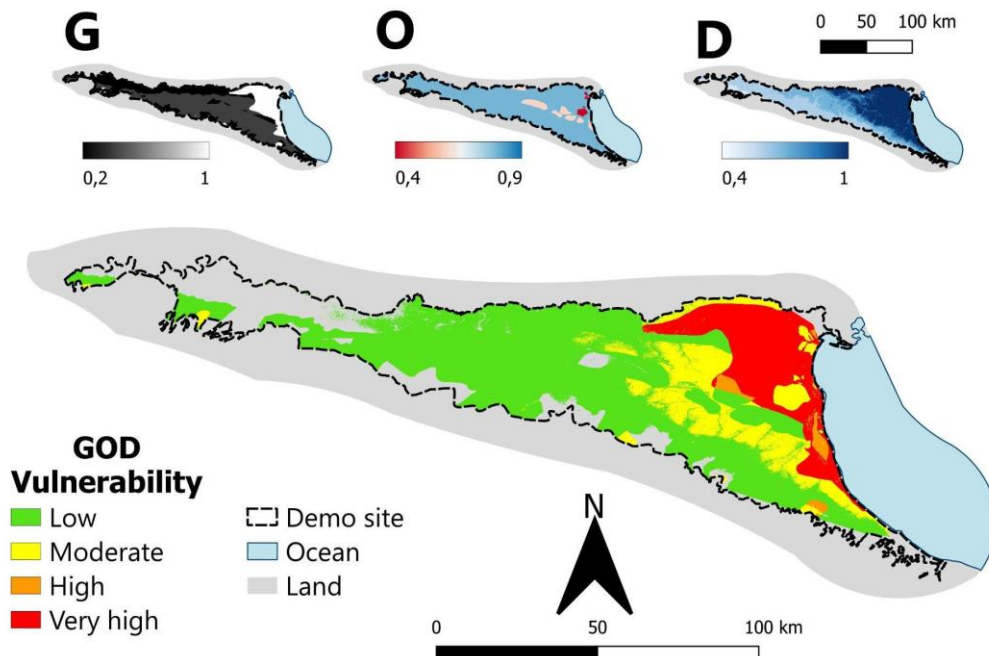 G
O
D
0 50 100 km
0,2 1
0,4 0,9
0,4 1
GOD
Vulnerability
Low
Moderate
High
Very high
Demo site
Ocean
Land
N
0 50 100 km